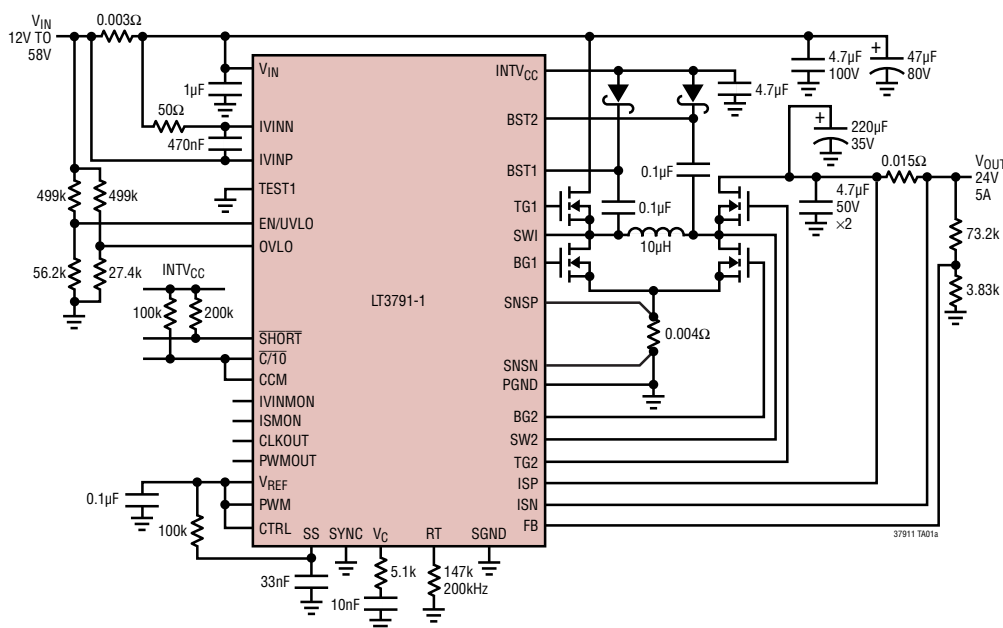 VIN
12V TO
58V
0.003Ω
1µF
50Ω
470nF
499k
499k
56.2k
27.4k
INTVCC
100k
200k
0.1µF
100k
33nF
5.1k
10nF
147k
200kHz
LT3791-1
VIN
IVINN
IVINP
TEST1
EN/UVLO
OVLO
SHORT
C/10
CCM
IVINMON
ISMON
CLKOUT
PWMOUT
VREF
PWM
CTRL
SS
SYNC
VC
RT
SGND
INTVCC
BST2
BST1
TG1
SWI
BG1
SNSP
SNSN
PGND
BG2
SW2
TG2
ISP
ISN
FB
4.7µF
0.1µF
0.1µF
10µH
0.004Ω
4.7µF
100V
+
47µF
80V
+
220µF
35V
4.7µF
50V
×2
0.015Ω
VOUT
24V
5A
73.2k
3.83k
37911 TA01a